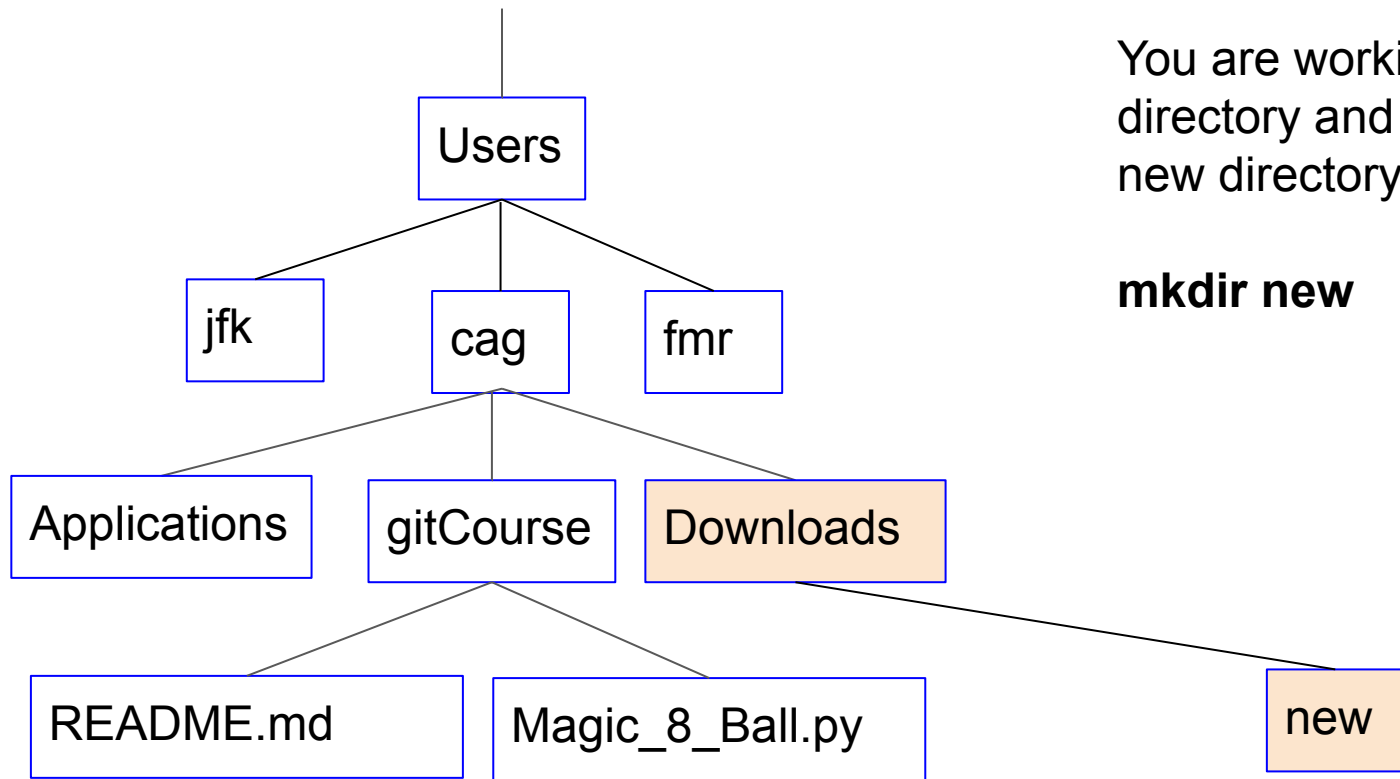 You are
directory and
new directory
mkdir new
Users
jfk
cag
fmr
Applications
gitCourse
Downloads
README.md
Magic_8_Ball.py
new